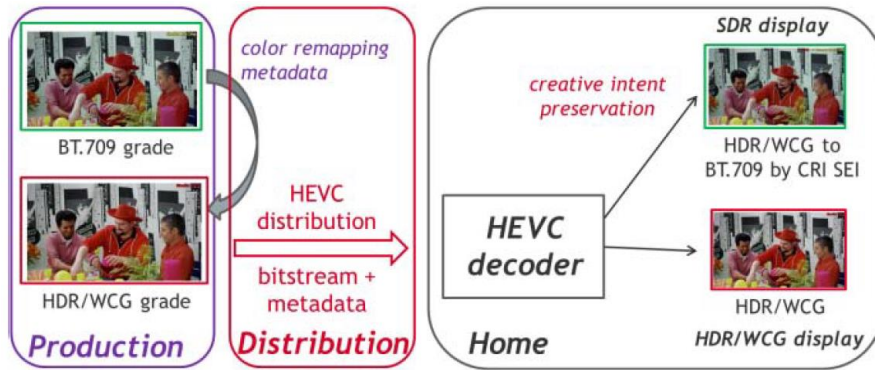 color remapping
metadata
BT.709 grade
HDR/WCG grade
Production
HEVC
distribution
bitstream +
metadata
Distribution
SDR display
creative intent
preservation
HDR/WCG to
BT.709 by CRI SEI
HEVC
decoder
HDR/WCG
HDR/WCG display
Home